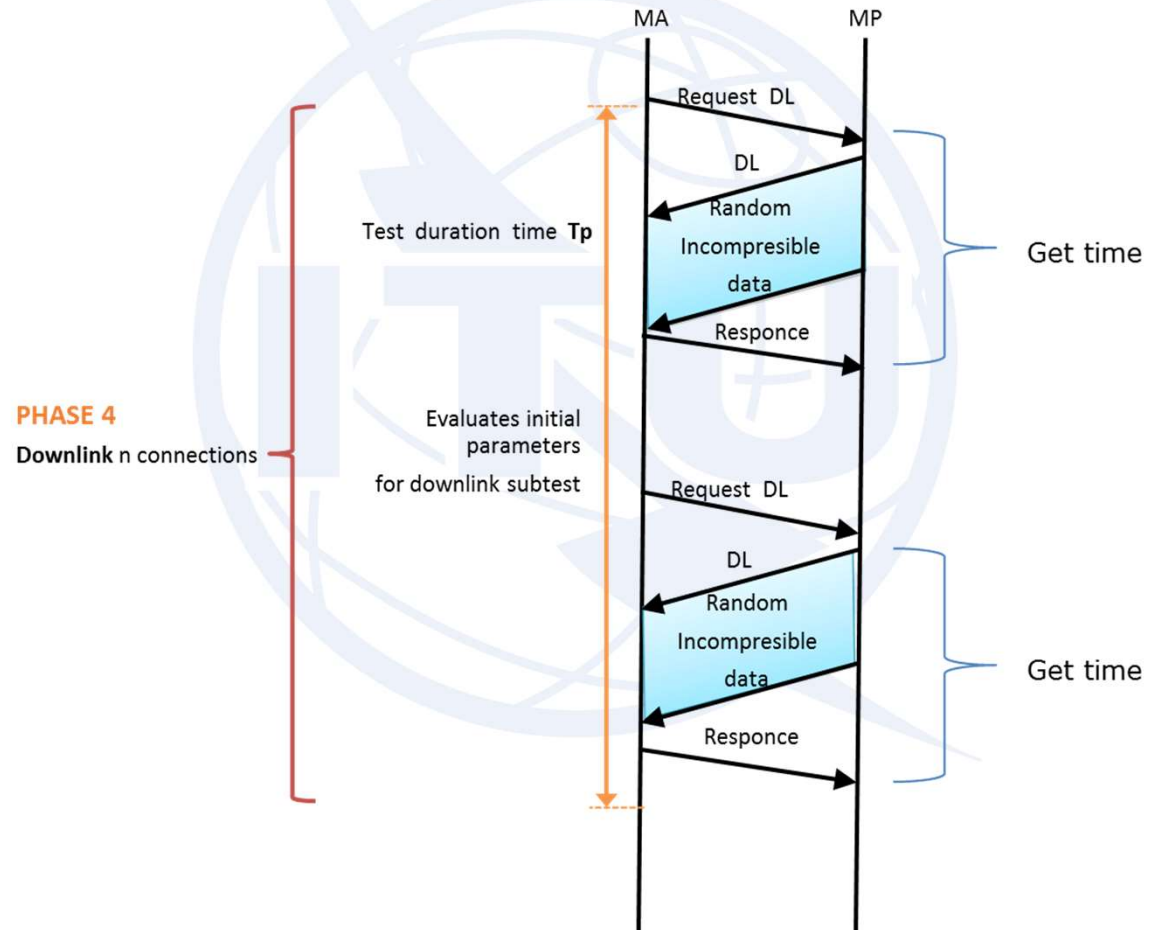 MA
MP
Request DL
DL
Random
Incompresible
data
Responce
Get time
Test duration time Tp
PHASE 4
Downlink n connections
Evaluates initial
parameters
for downlink subtest
Request DL
DL
Random
Incompresible
data
Responce
Get time
ITU